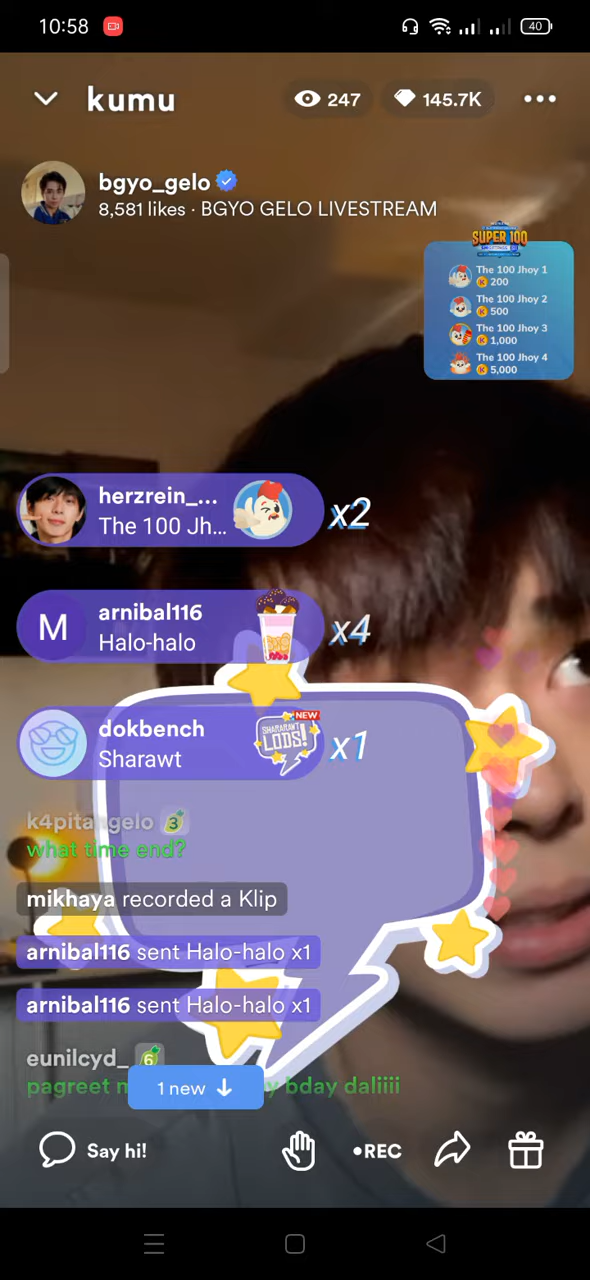 10:58
40
kumu
247
145.7K
bgyo_gelo
8,581 likes · BGYO GELO LIVESTREAM
SUPER 100
The 100 Jhoy 1
200
The 100 Jhoy 2
500
The 100 Jhoy 3
1,000
The 100 Jhoy 4
5,000
herzrein_...
The 100 Jh...
x2
M
arnibal116
Halo-halo
x4
dokbench
Sharawt
NEW
SHARAWT
LODS!
x1
k4pitangelo 3
what time end?
mikhaya recorded a Klip
arnibal116 sent Halo-halo x1
arnibal116 sent Halo-halo x1
eunilcyd_ 6
pagreet bday daliiii
1 new
Say hi!
•REC